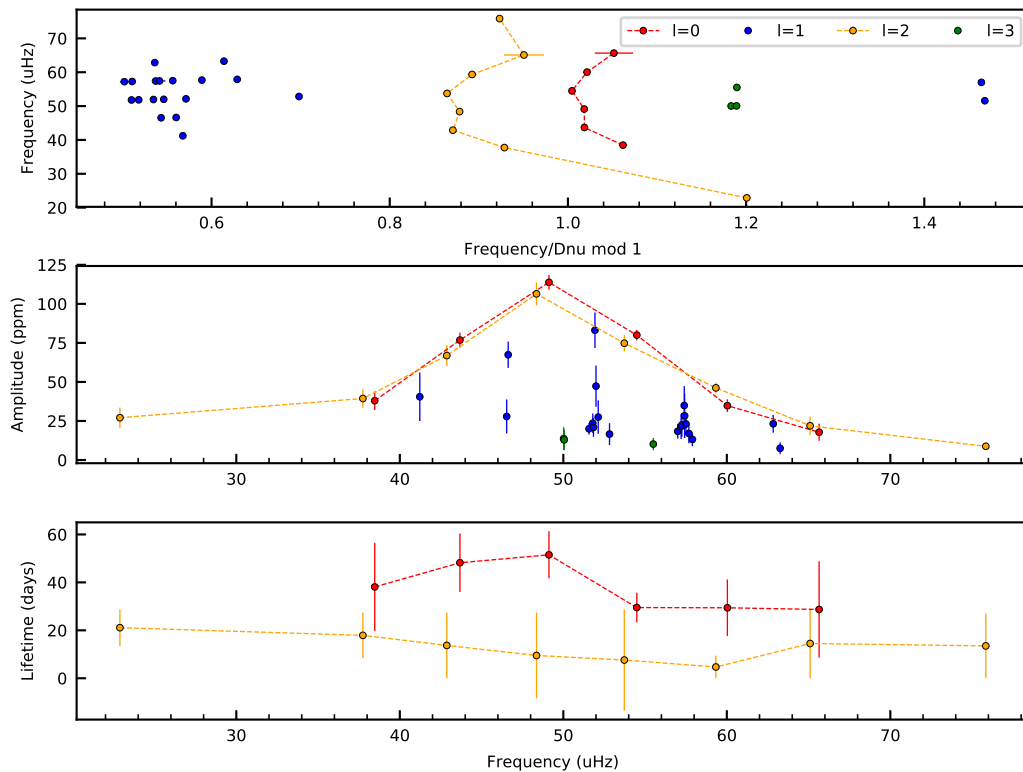 l=0 l=1 l=2 l=3
Frequency (uHz)
70
60
50
40
30
20
0.6 0.8 1.0 1.2 1.4
Frequency/Dnu mod 1
Amplitude (ppm)
125
100
75
50
25
0
20 30 40 50 60 70
Lifetime (days)
60
40
20
0
20 30 40 50 60 70
Frequency (uHz)